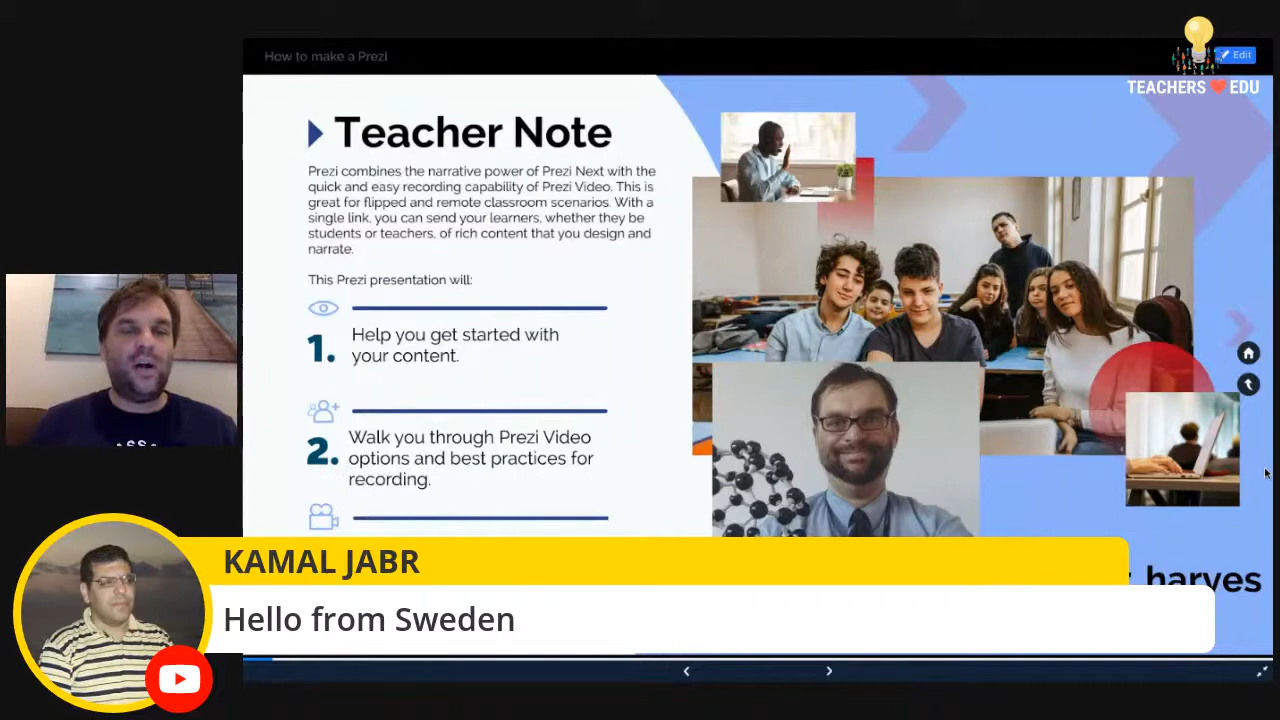 How to make a Prezi
Edit
TEACHERS EDU
Teacher Note
Prezi combines the narrative power of Prezi Next with the
quick and easy recording capability of Prezi Video. This is
great for flipped and remote classroom scenarios. With a
single link, you can send your learners, whether they be
students or teachers, of rich content that you design and
narrate.
This Prezi presentation will:
1. Help you get started with
your content.
2. Walk you through Prezi Video
options and best practices for
recording.
harves
KAMAL JABR
Hello from Sweden